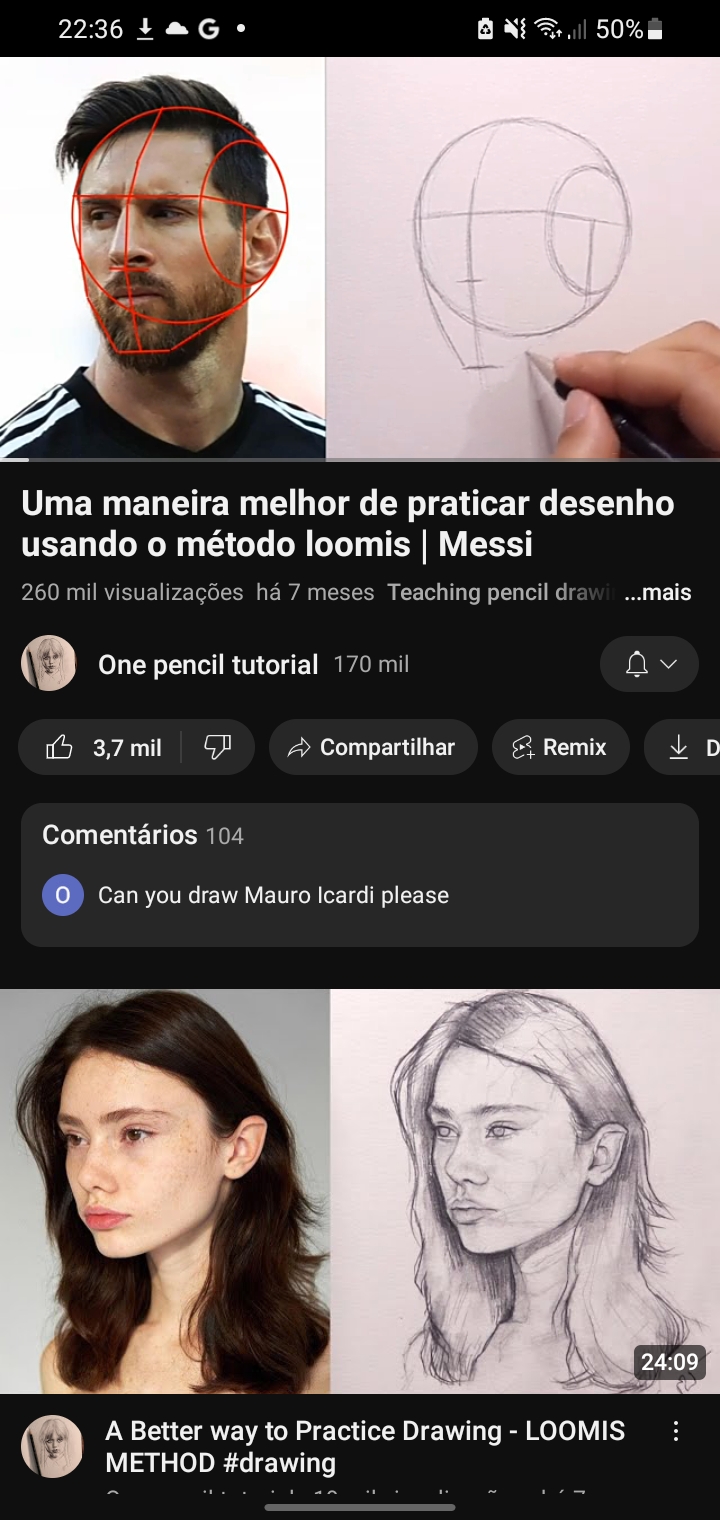 22:36
G
50%
Uma maneira melhor de praticar desenho
usando o método loomis | Messi
260 mil visualizações há 7 meses Teaching pencil ...mais
One pencil tutorial 170 mil
3,7 mil
Compartilhar
Remix
D
Comentários 104
O
Can you draw Mauro Icardi please
24:09
A Better way to Practice Drawing - LOOMIS
METHOD #drawing